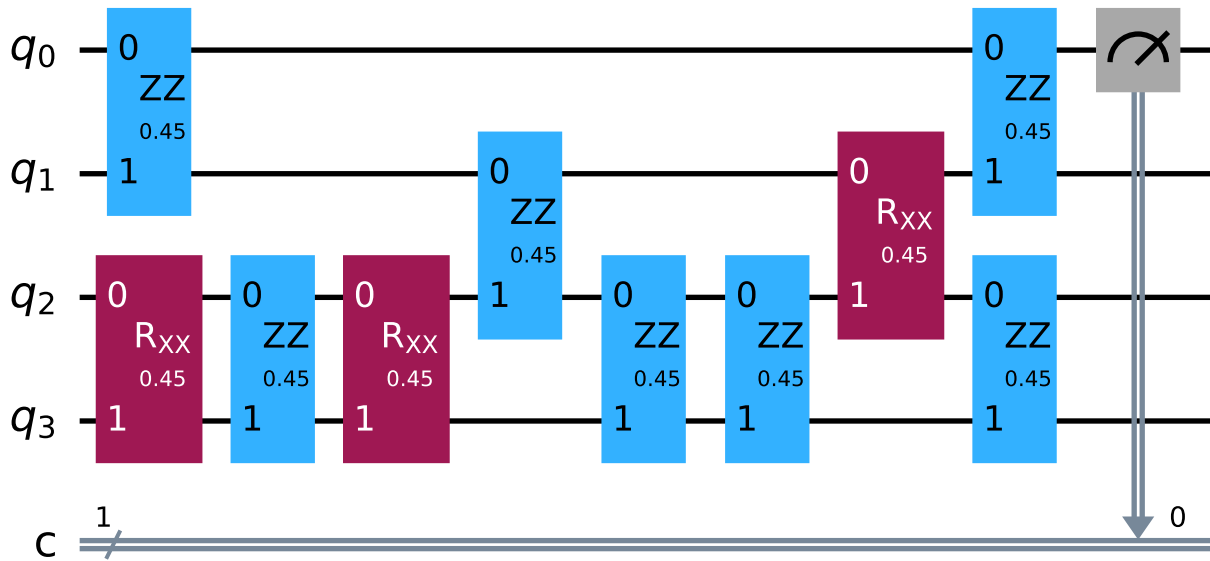 q0 0 0
ZZ ZZ
0.45 0.45
q1 1 0 0 1
ZZ RXX
0.45 0.45
q2 0 0 0 1 0 0 1 0
RXX ZZ RXX ZZ ZZ ZZ
0.45 0.45 0.45 0.45 0.45 0.45
q3 1 1 1 1 1 1
1 0
c